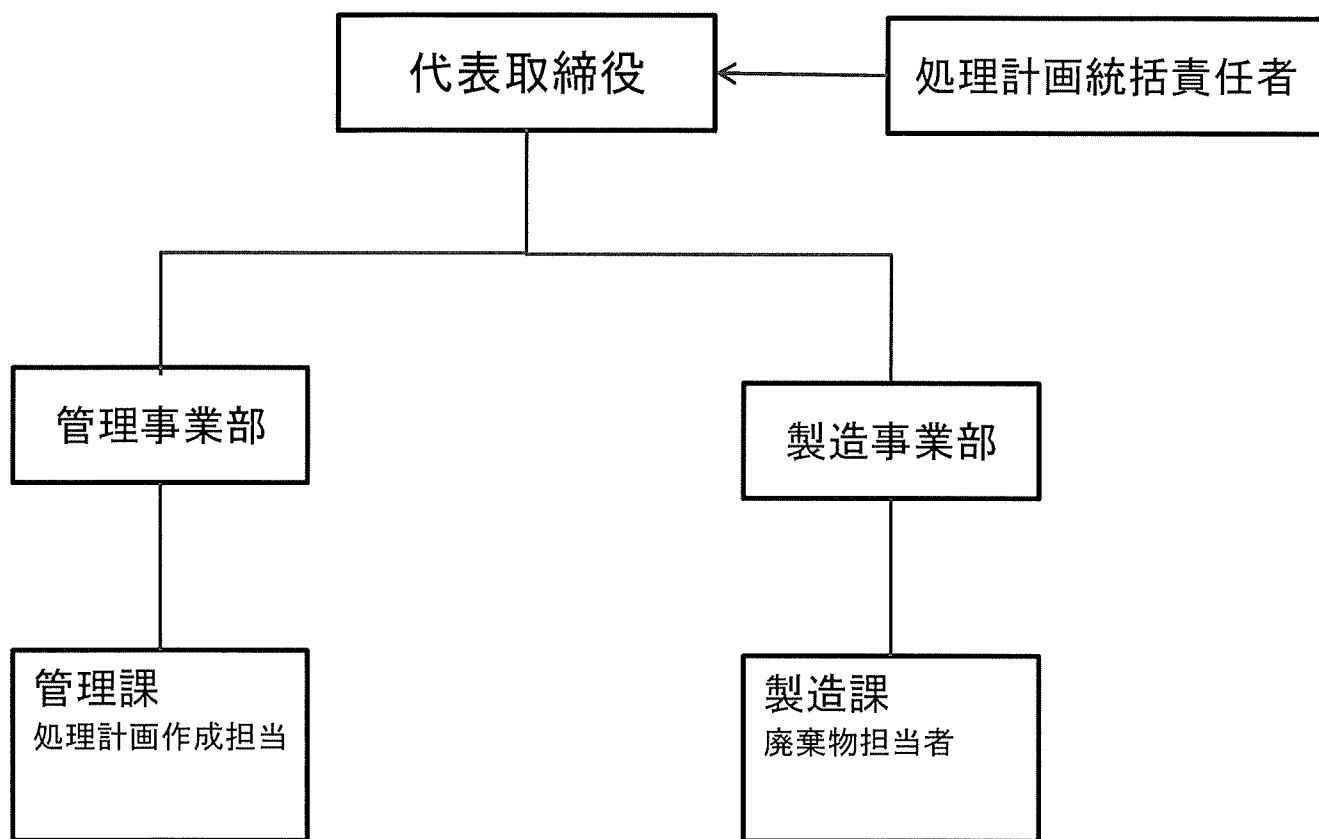 代表取締役
処理計画統括責任者
管理事業部
製造事業部
管理課
処理計画作成担当
製造課
廃棄物担当者